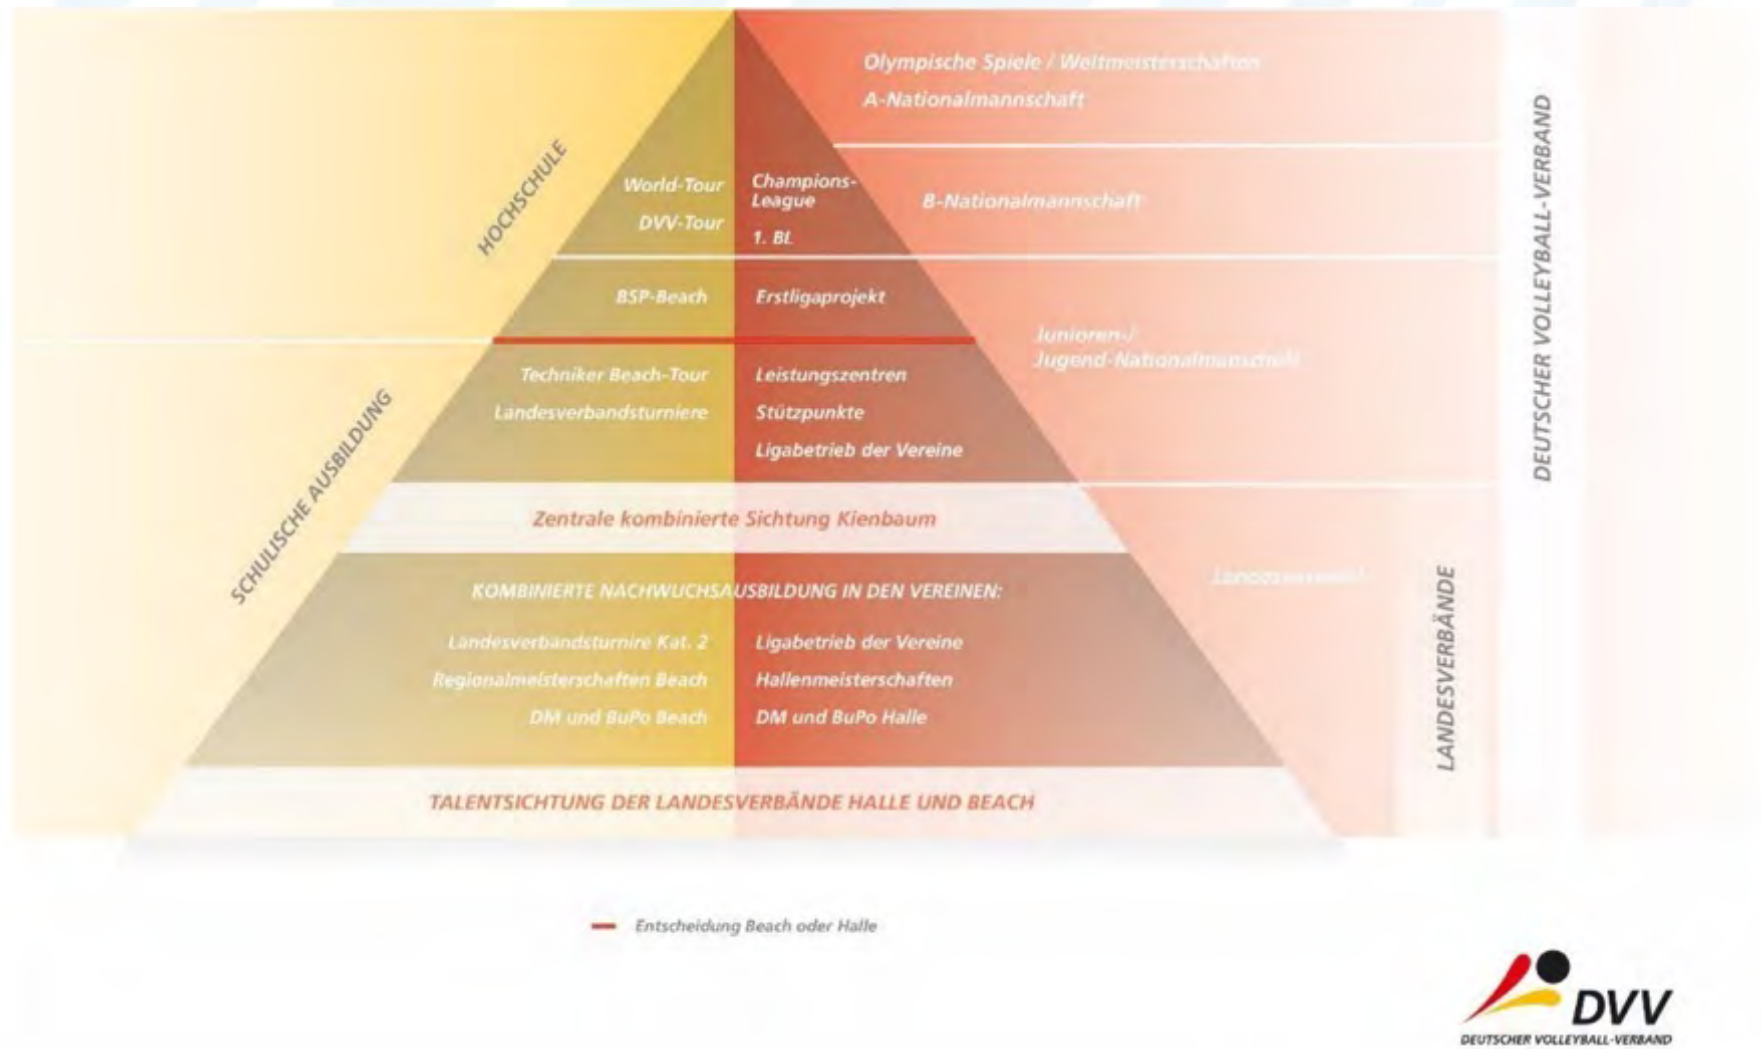 Olympische Spiele / Weltmeisterschaften
A-Nationalmannschaft
HOCHSCHULE
World-Tour
DVV-Tour
Champions-
League
1. BL
B-Nationalmannschaft
BSP-Beach
Erstligaprojekt
Junioren-/
Jugend-Nationalmannschaft
Techniker Beach-Tour
Landesverbandsturniere
Leistungszentren
Stützpunkte
Ligabetrieb der Vereine
SCHULISCHE AUSBILDUNG
DEUTSCHER VOLLEYBALL-VERBAND
Zentrale kombinierte Sichtung Kienbaum
KOMBINIERTE NACHWUCHSAUSBILDUNG IN DEN VEREINEN:
Landesverbandsturnire Kat. 2
Regionalmeisterschaften Beach
DM und BuPo Beach
Ligabetrieb der Vereine
Hallenmeisterschaften
DM und BuPo Halle
LANDESVERBÄNDE
TALENTSICHTUNG DER LANDESVERBÄNDE HALLE UND BEACH
Entscheidung Beach oder Halle
DVV
DEUTSCHER VOLLEYBALL-VERBAND